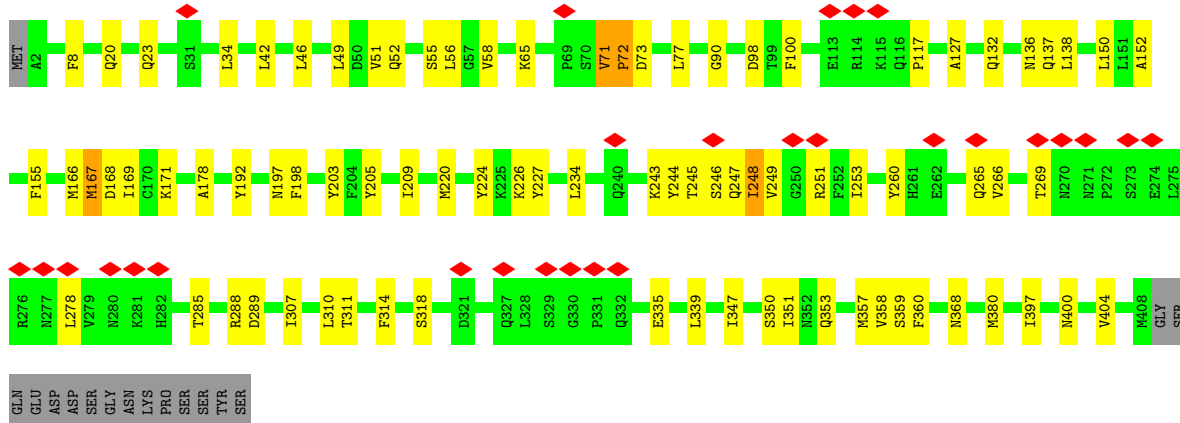 MET A2 F8 Q20 Q23 S31 L34 L42 L46 L49 D50 V51 Q52 S55 L56 G57 V58 K65 P69 S70 V71 P72 D73 L77 G90 D98 T99 F100 E113 R114 K115 Q116 P117 A127 Q132 N136 Q137 L138 L150 L151 A152
F155 M166 M167 D168 I169 C170 K171 A178 Y192 N197 F198 Y203 F204 Y205 I209 M220 Y224 K225 K226 Y227 L234 Q240 K243 Y244 T245 S246 Q247 I248 V249 G250 R251 F252 I253 Y260 H261 E262 Q265 V266 T269 N270 N271 P272 S273 E274 L275
R276 N277 L278 V279 N280 K281 H282 T285 R288 D289 I307 L310 T311 F314 S318 D321 Q327 L328 S329 G330 P331 Q332 E335 L339 I347 S350 I351 N352 Q353 M357 V358 S359 F360 N368 M380 I397 N400 V404 M408 GLY SER
GLN GLU ASP ASP SER GLY ASN LYS PRO SER SER TYR SER